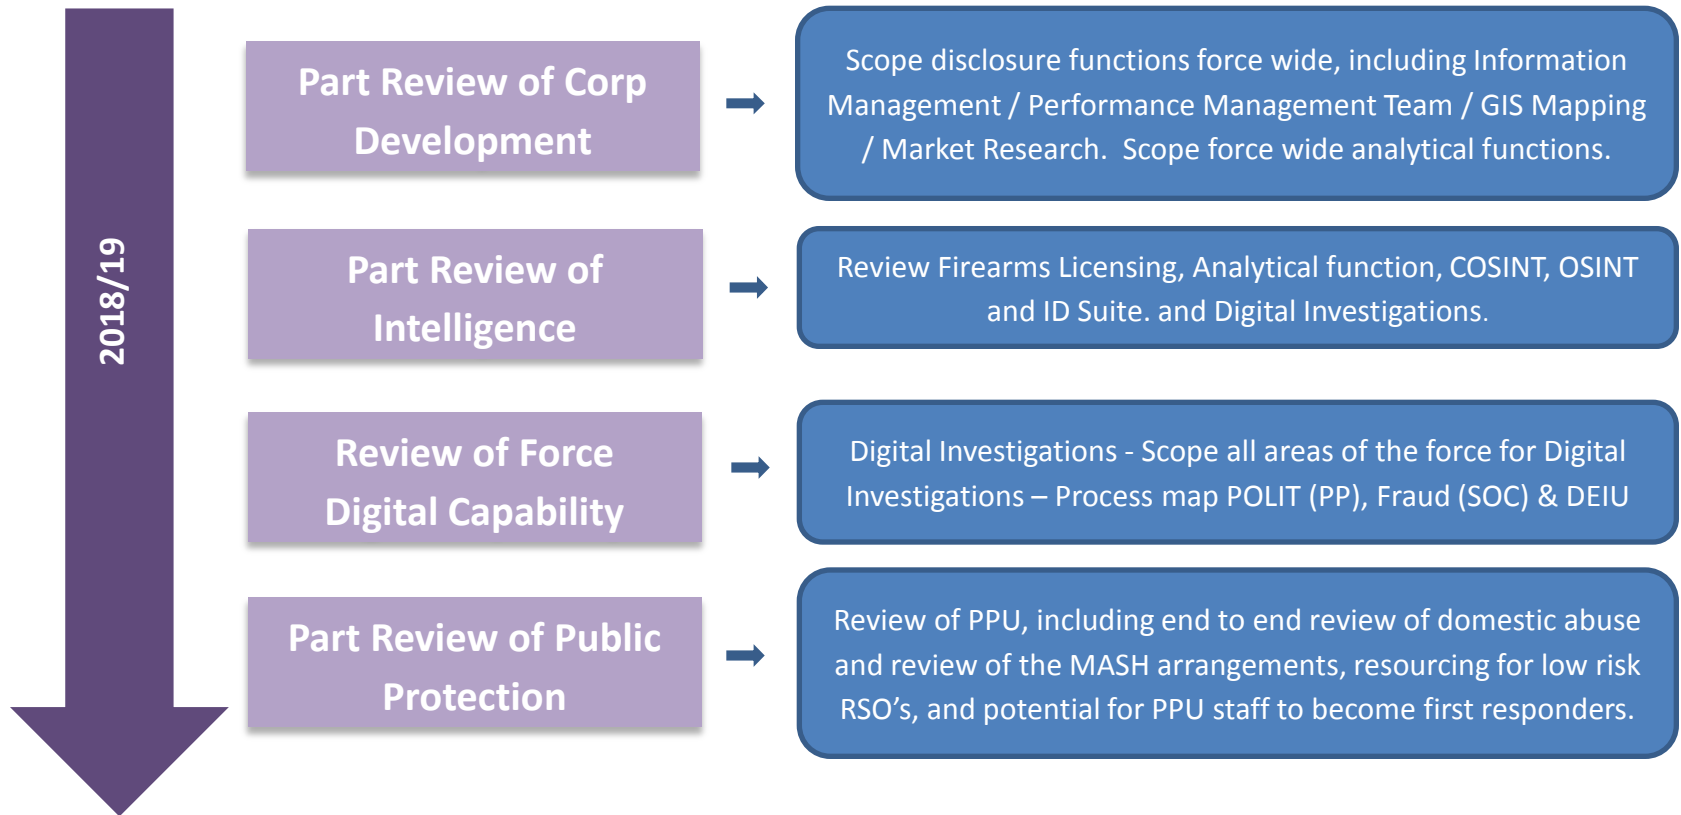 2018/19
Part Review of Corp
Development
Scope disclosure functions force wide, including Information
Management / Performance Management Team / GIS Mapping
/ Market Research.  Scope force wide analytical functions.
Part Review of
Intelligence
Review Firearms Licensing, Analytical function, COSINT, OSINT
and ID Suite. and Digital Investigations.
Review of Force
Digital Capability
Digital Investigations - Scope all areas of the force for Digital
Investigations – Process map POLIT (PP), Fraud (SOC) & DEIU
Part Review of Public
Protection
Review of PPU, including end to end review of domestic abuse
and review of the MASH arrangements, resourcing for low risk
RSO’s, and potential for PPU staff to become first responders.